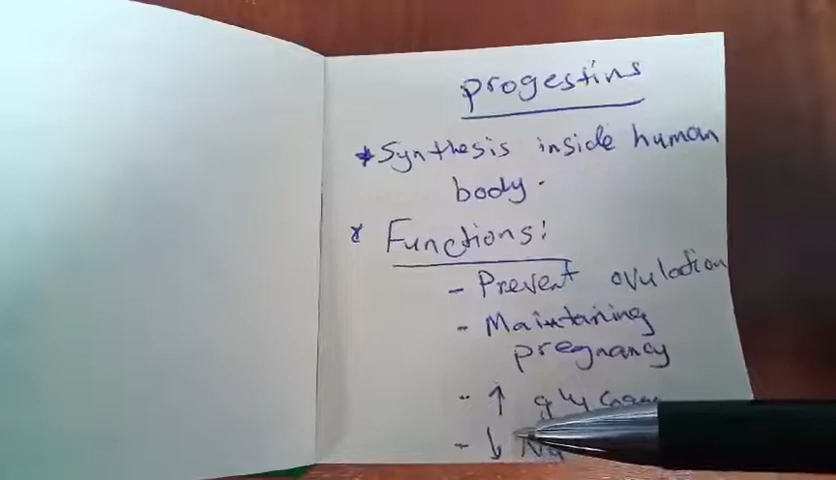 progestins
* Synthesis inside human
body.
* Functions:
- Prevent ovulation
- Maintaining
pregnancy
- ↑
- ↓